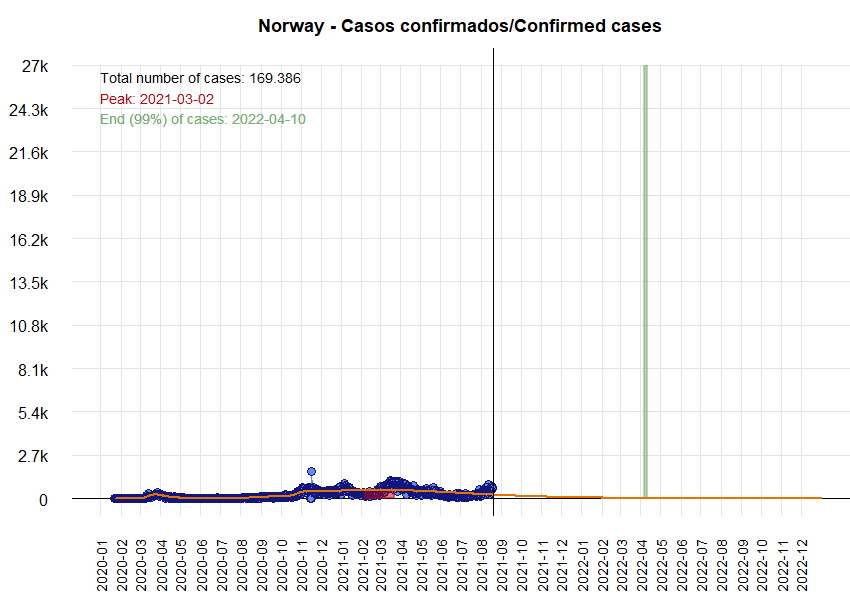 Norway - Casos confirmados/Confirmed cases
27k
Total number of cases: 169.386
Peak: 2021-03-02
24.3k
End (99%) of cases: 2022-04-10
21.6k
18.9k
16.2k
13.5k
10.8k
8.1k
5.4k
2.7k
0
2020-01
2020-02
2020-03
2020-04
2020-05
2020-06
2020-07
2020-08
2020-09
2020-10
2020-11
2020-12
2021-01
2021-02
2021-03
2021-04
2021-05
2021-06
2021-07
2021-08
2021-09
2021-10
2021-11
2021-12
2022-01
2022-02
2022-03
2022-04
2022-05
2022-06
2022-07
2022-08
2022-09
2022-10
2022-11
2022-12